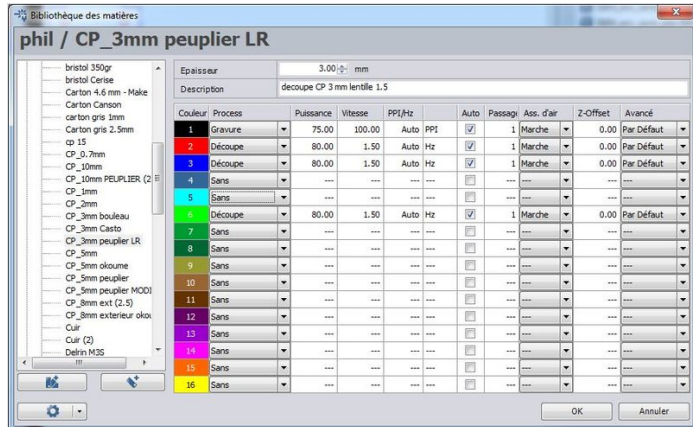 Bibliothèque des matières
phil / CP_3mm peuplier LR
bristol 350gr
bristol Cerise
Carton 4.6 mm - Make
Carton Canson
carton gris 1mm
Carton gris 2.5mm
cp 15
CP_0.7mm
CP_10mm
CP_10mm PEUPLIER (2
CP_1mm
CP_2mm
CP_3mm bouleau
CP_3mm Casto
CP_3mm peuplier LR
CP_5mm
CP_5mm okoume
CP_5mm peuplier
CP_5mm peuplier MODI
CP_8mm ext (2.5)
CP_8mm exterieur okou
Cuir
Cuir (2)
Delrin M3S
Epaisseur 3.00 mm
Description decoupe CP 3 mm lentille 1.5
Couleur Process Puissance Vitesse PPI/Hz Auto Passage Ass. d'air Z-Offset Avancé
1 Gravure 75.00 100.00 Auto PPI 1 Marche 0.00 Par Défaut
2 Découpe 80.00 1.50 Auto Hz 1 Marche 0.00 Par Défaut
3 Découpe 80.00 1.50 Auto Hz 1 Marche 0.00 Par Défaut
4 Sans --- --- --- --- --- --- --- ---
5 Sans --- --- --- --- --- --- --- ---
6 Découpe 80.00 1.50 Auto Hz 1 Marche 0.00 Par Défaut
7 Sans --- --- --- --- --- --- --- ---
8 Sans --- --- --- --- --- --- --- ---
9 Sans --- --- --- --- --- --- --- ---
10 Sans --- --- --- --- --- --- --- ---
11 Sans --- --- --- --- --- --- --- ---
12 Sans --- --- --- --- --- --- --- ---
13 Sans --- --- --- --- --- --- --- ---
14 Sans --- --- --- --- --- --- --- ---
15 Sans --- --- --- --- --- --- --- ---
16 Sans --- --- --- --- --- --- --- ---
OK Annuler